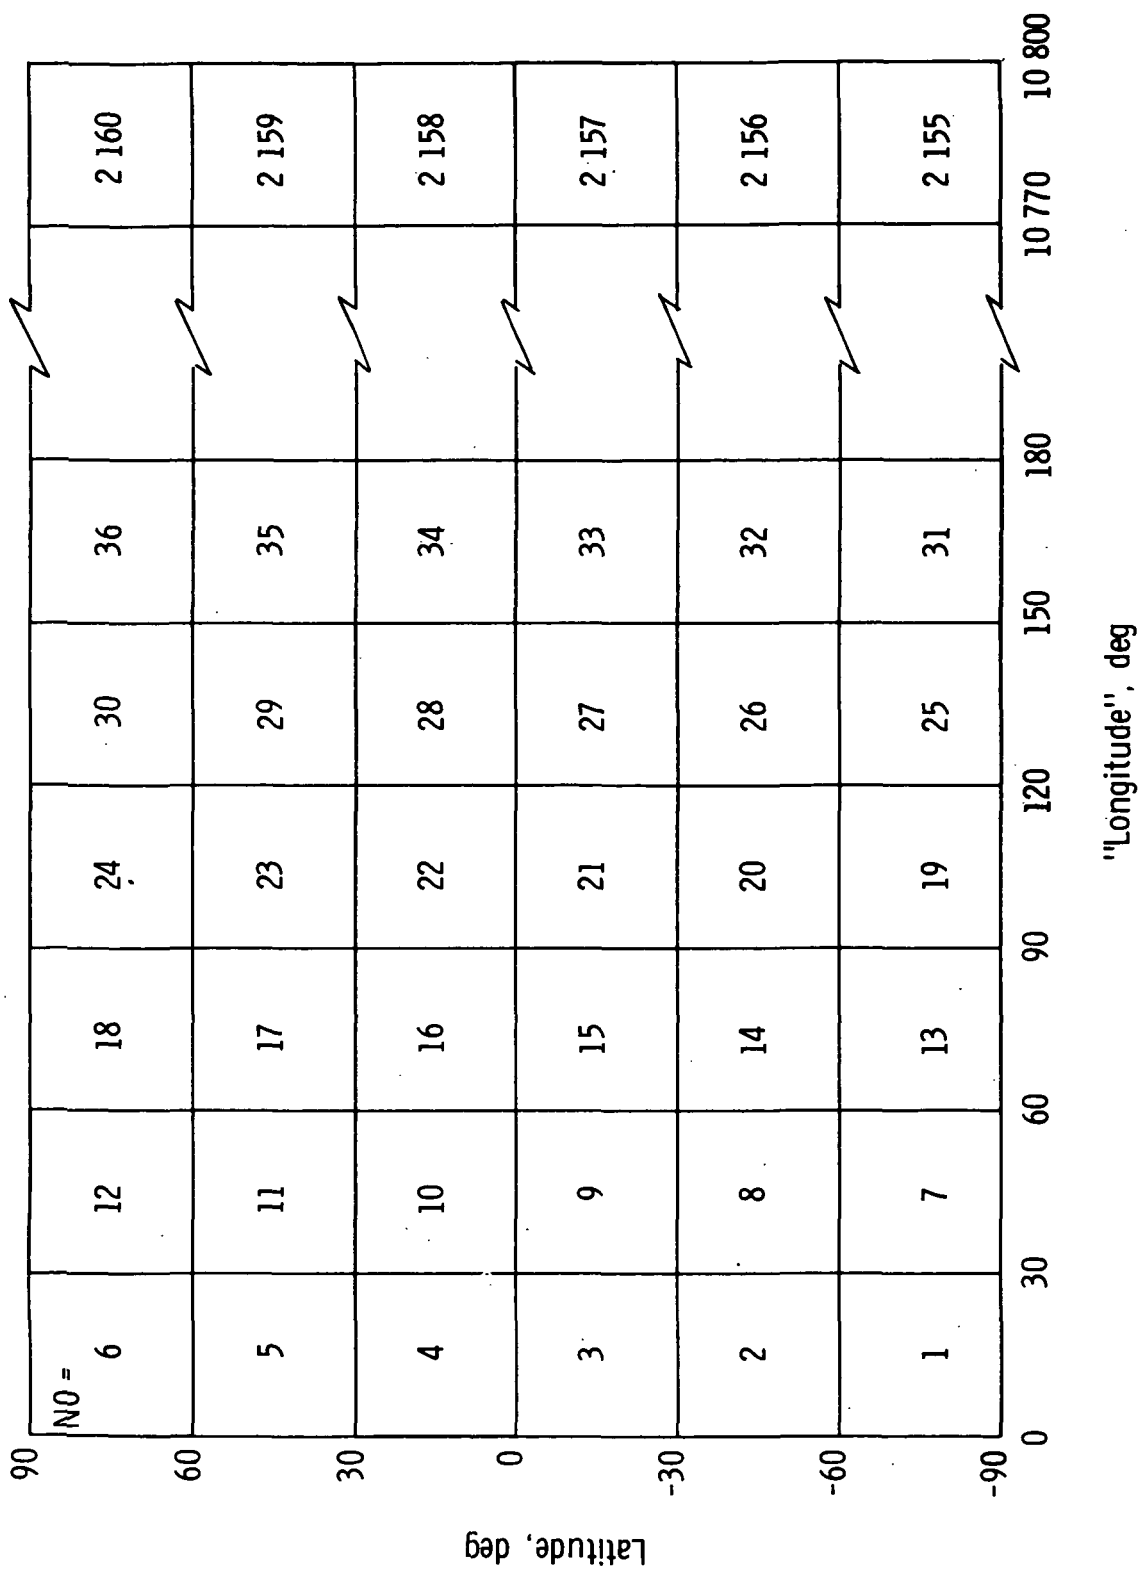 NO =
90
6 12 18 24 30 36 2 160
60
5 11 17 23 29 35 2 159
30
4 10 16 22 28 34 2 158
0
3 9 15 21 27 33 2 157
-30
2 8 14 20 26 32 2 156
-60
1 7 13 19 25 31 2 155
-90
0 30 60 90 120 150 180 10 770 10 800
Latitude, deg
"Longitude", deg